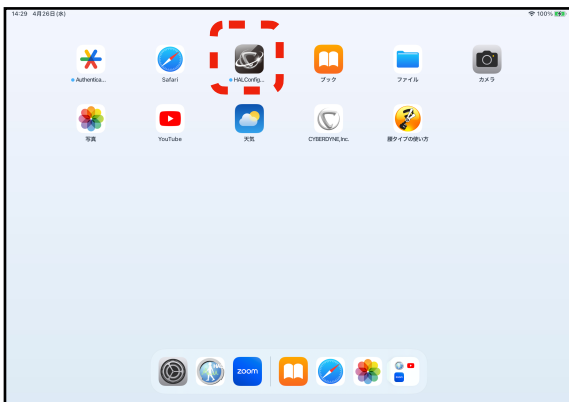 14:29 4月26日(水)
100%
Authentica...
Safari
HALConfig...
ブック
ファイル
カメラ
写真
YouTube
天気
CYBERDYNE,Inc.
腰タイプの使い方
zoom